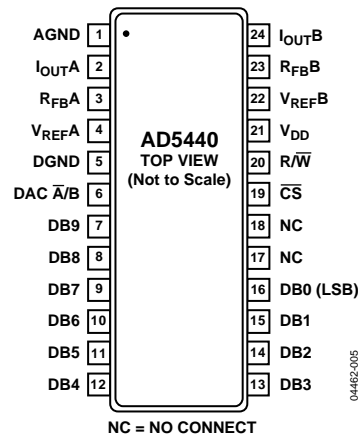 AGND 1 24 IOUTB
IOUTA 2 23 RFBB
RFBA 3 22 VREFB
VREFA 4 21 VDD
AD5440
TOP VIEW
(Not to Scale)
DGND 5 20 R/W̅
DAC A̅/B 6 19 C̅S̅
DB9 7 18 NC
DB8 8 17 NC
DB7 9 16 DB0 (LSB)
DB6 10 15 DB1
DB5 11 14 DB2
DB4 12 13 DB3
04462-005
NC = NO CONNECT